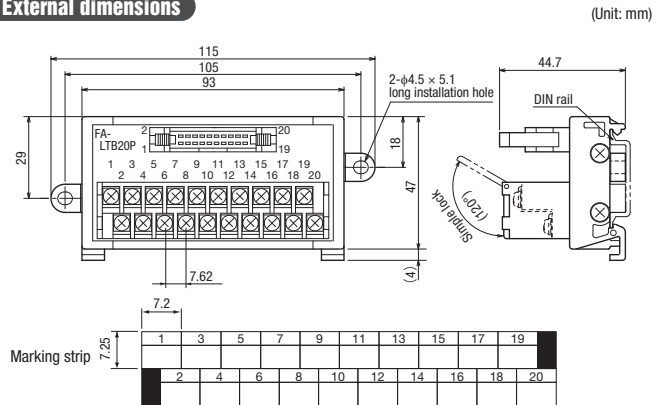 External dimensions
(Unit: mm)
115
105
93
2-φ4.5 × 5.1
long installation hole
44.7
DIN rail
FA-
LTB20P
2
20
1
19
1 3 5 7 9 11 13 15 17 19
2 4 6 8 10 12 14 16 18 20
29
18
47
(4)
7.62
Simple lock
(120°)
7.2
7.25
Marking strip
1 3 5 7 9 11 13 15 17 19
2 4 6 8 10 12 14 16 18 20